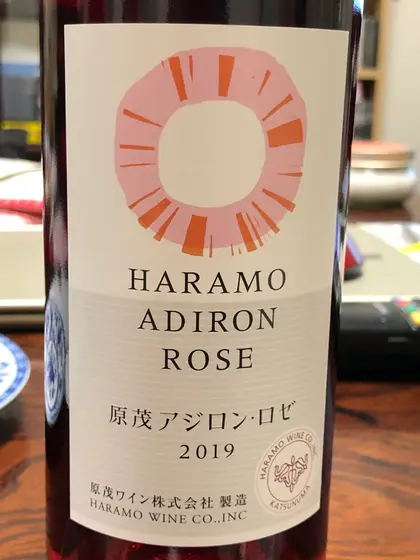 HARAMO
ADIRON
ROSE
原茂アジロン・ロゼ
2019
原茂ワイン株式会社 製造
HARAMO WINE CO.,INC
HARAMO WINE CO., INC
KATSUNUMA